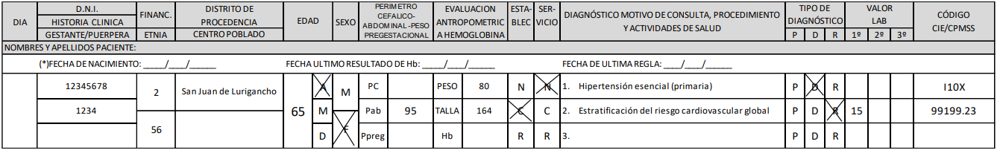 DIA
D.N.I.
HISTORIA CLINICA
GESTANTE/PUERPERA
FINANC.
ETNIA
DISTRITO DE
PROCEDENCIA
CENTRO POBLADO
EDAD
SEXO
PERIMETRO
CEFALICO-
ABDOMINAL -PESO
PREGESTACIONAL
EVALUACION
ANTROPOMETRIC
A HEMOGLOBINA
ESTA-
BLEC
SER-
VICIO
DIAGNÓSTICO MOTIVO DE CONSULTA, PROCEDIMIENTO
Y ACTIVIDADES DE SALUD
TIPO DE
DIAGNÓSTICO
P D R
VALOR
LAB
1º 2º 3º
CÓDIGO
CIE/CPMSS
NOMBRES Y APELLIDOS PACIENTE:
(*)FECHA DE NACIMIENTO: _____/____/______ FECHA ULTIMO RESULTADO DE Hb: _____/____/______ FECHA DE ULTIMA REGLA: ____/____/______
12345678 2 San Juan de Lurigancho A M PC PESO 80 N N 1. Hipertensión esencial (primaria) P D R I10X
1234 65 M Pab 95 TALLA 164 C C 2. Estratificación del riesgo cardiovascular global P D R 15 99199.23
56 D F Ppreg Hb R R 3. P D R